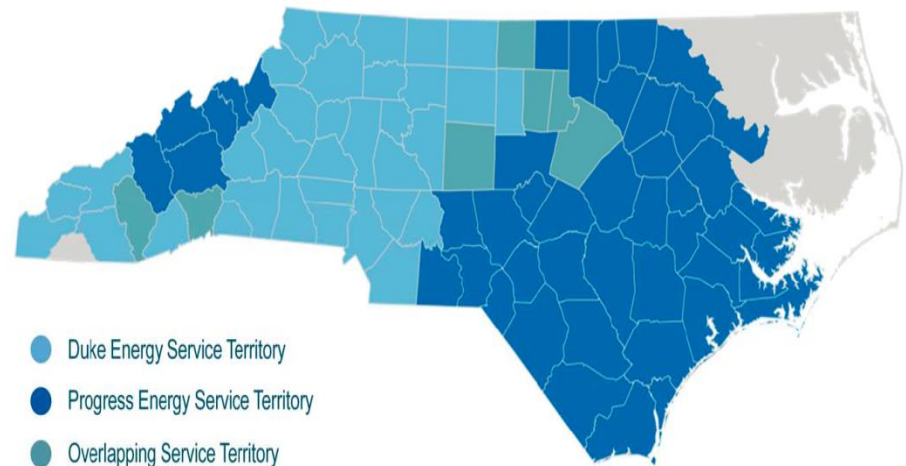 Duke Energy Service Territory
Progress Energy Service Territory
Overlapping Service Territory